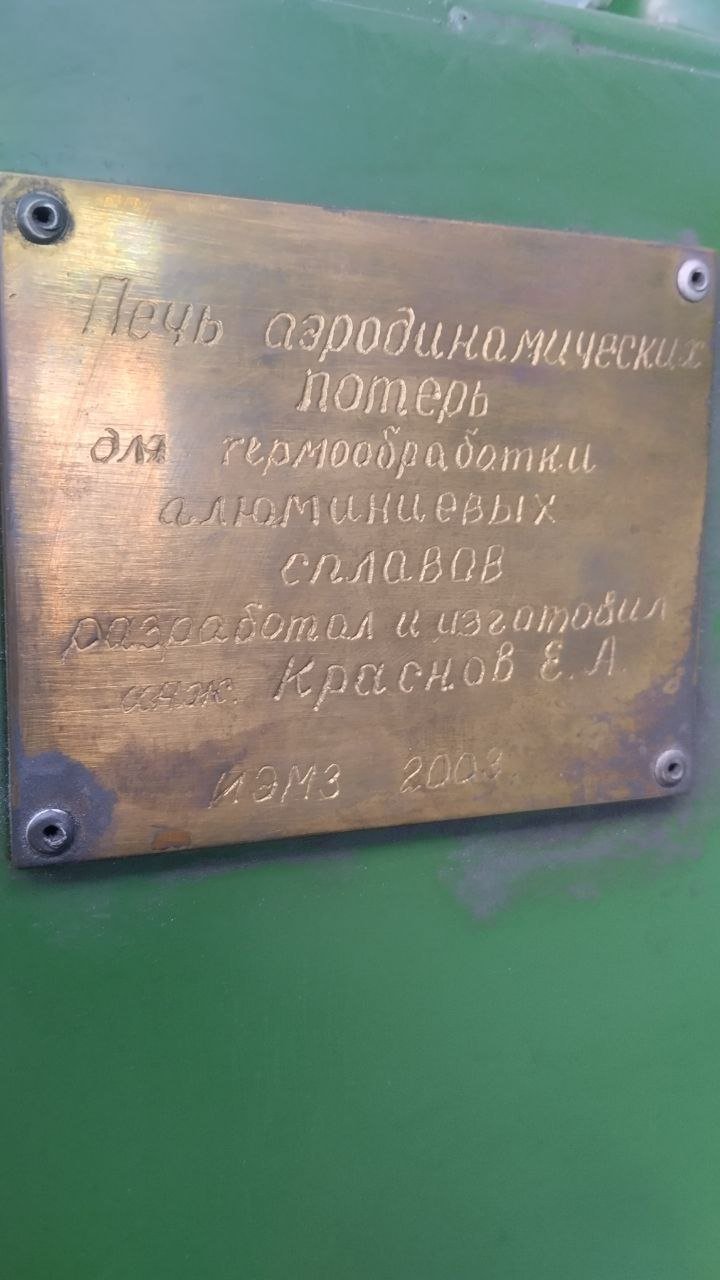 Печь аэродинамических
потерь
для термообработки
алюминиевых
сплавов
разработал и изготовил
инж. Краснов Е. А.
ИЭМЗ 2003